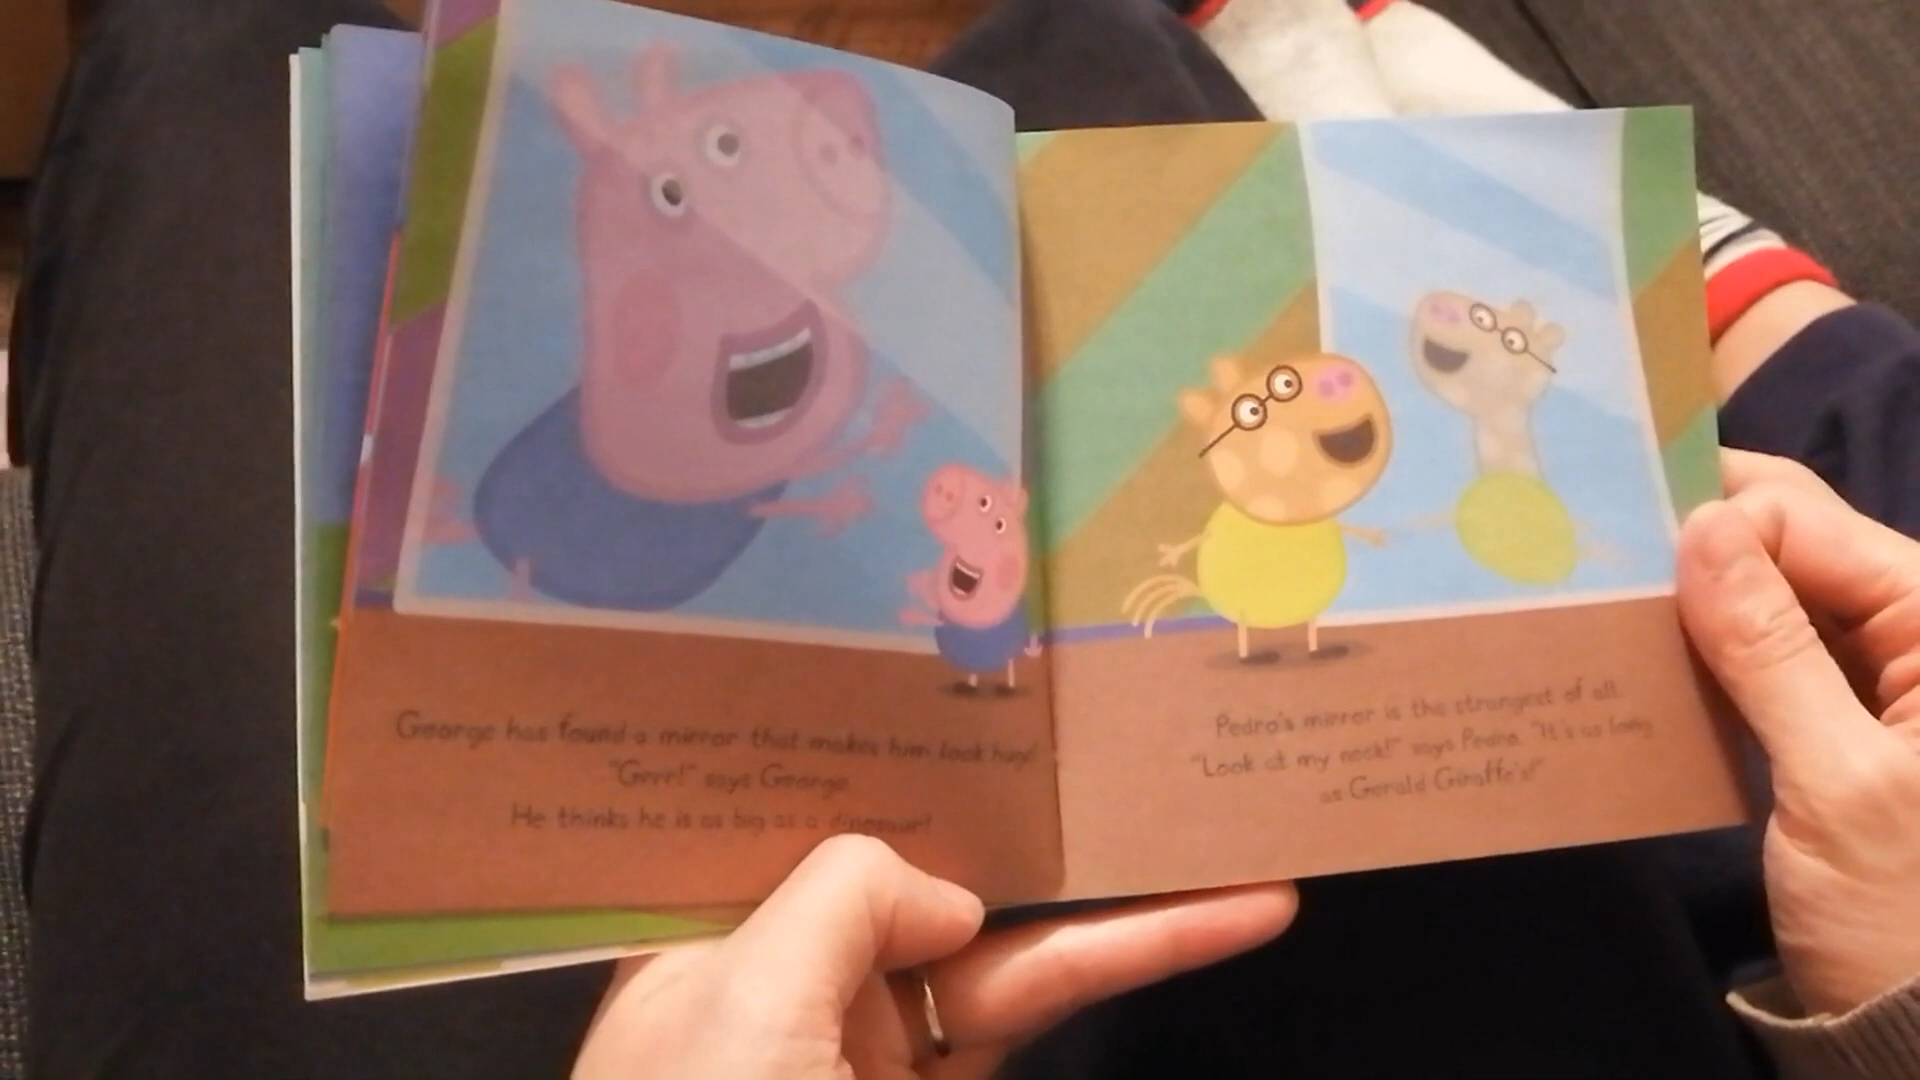 George has found a mirror that makes him look huge!
"Grrr!" says George.
He thinks he is as big as a dinosaur!
Pedro's mirror is the strangest of all.
"Look at my neck!" says Pedro. "It's as long
as Gerald Giraffe's!"